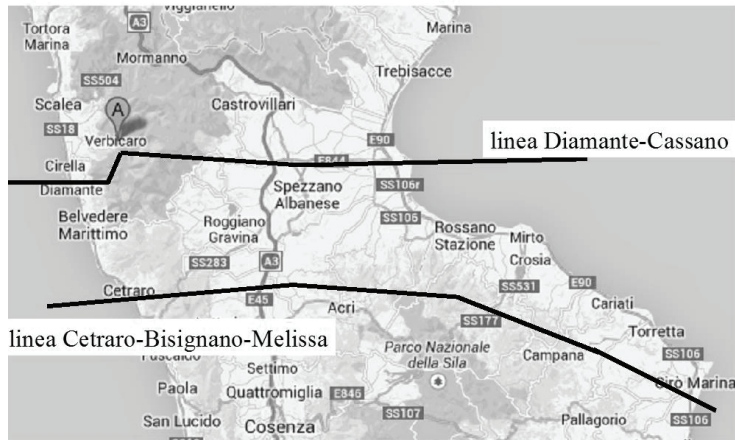 Viggianello
A3
Tortora
Marina
Marina
Mormanno
Trebisacce
SS504
Scalea
A
Castrovillari
SS18
Verbicaro
E90
linea Diamante-Cassano
E844
Cirella
Diamante
Spezzano
Albanese
SS106r
SS106
Belvedere
Marittimo
Roggiano
Gravina
Rossano
Stazione
Mirto
Crosia
SS283
A3
SS531
E90
Cetraro
E45
Acri
Cariati
SS177
linea Cetraro-Bisignano-Melissa
Torretta
Parco Nazionale
della Sila
Campana
SS106
Settimo
Cirò Marina
Paola
Quattromiglia
E846
San Lucido
Cosenza
SS107
Pallagorio
SS106